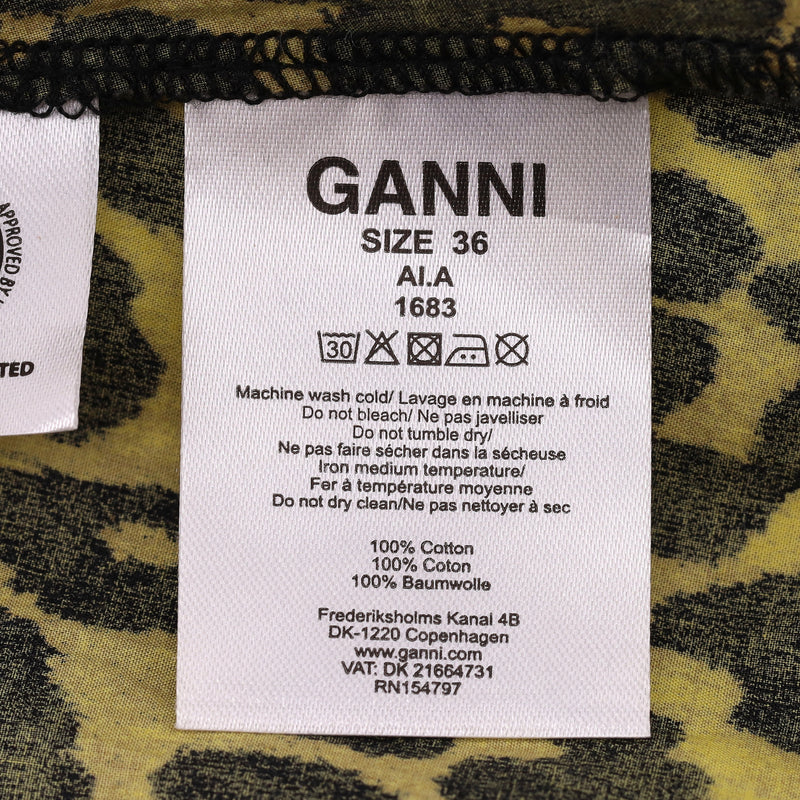 GANNI
SIZE 36
AI.A
1683
30
Machine wash cold/ Lavage en machine à froid
Do not bleach/ Ne pas javelliser
Do not tumble dry/
Ne pas faire sécher dans la sécheuse
Iron medium temperature/
Fer à température moyenne
Do not dry clean/Ne pas nettoyer à sec
100% Cotton
100% Coton
100% Baumwolle
Frederiksholms Kanal 4B
DK-1220 Copenhagen
www.ganni.com
VAT: DK 21664731
RN154797
APPROVED BY